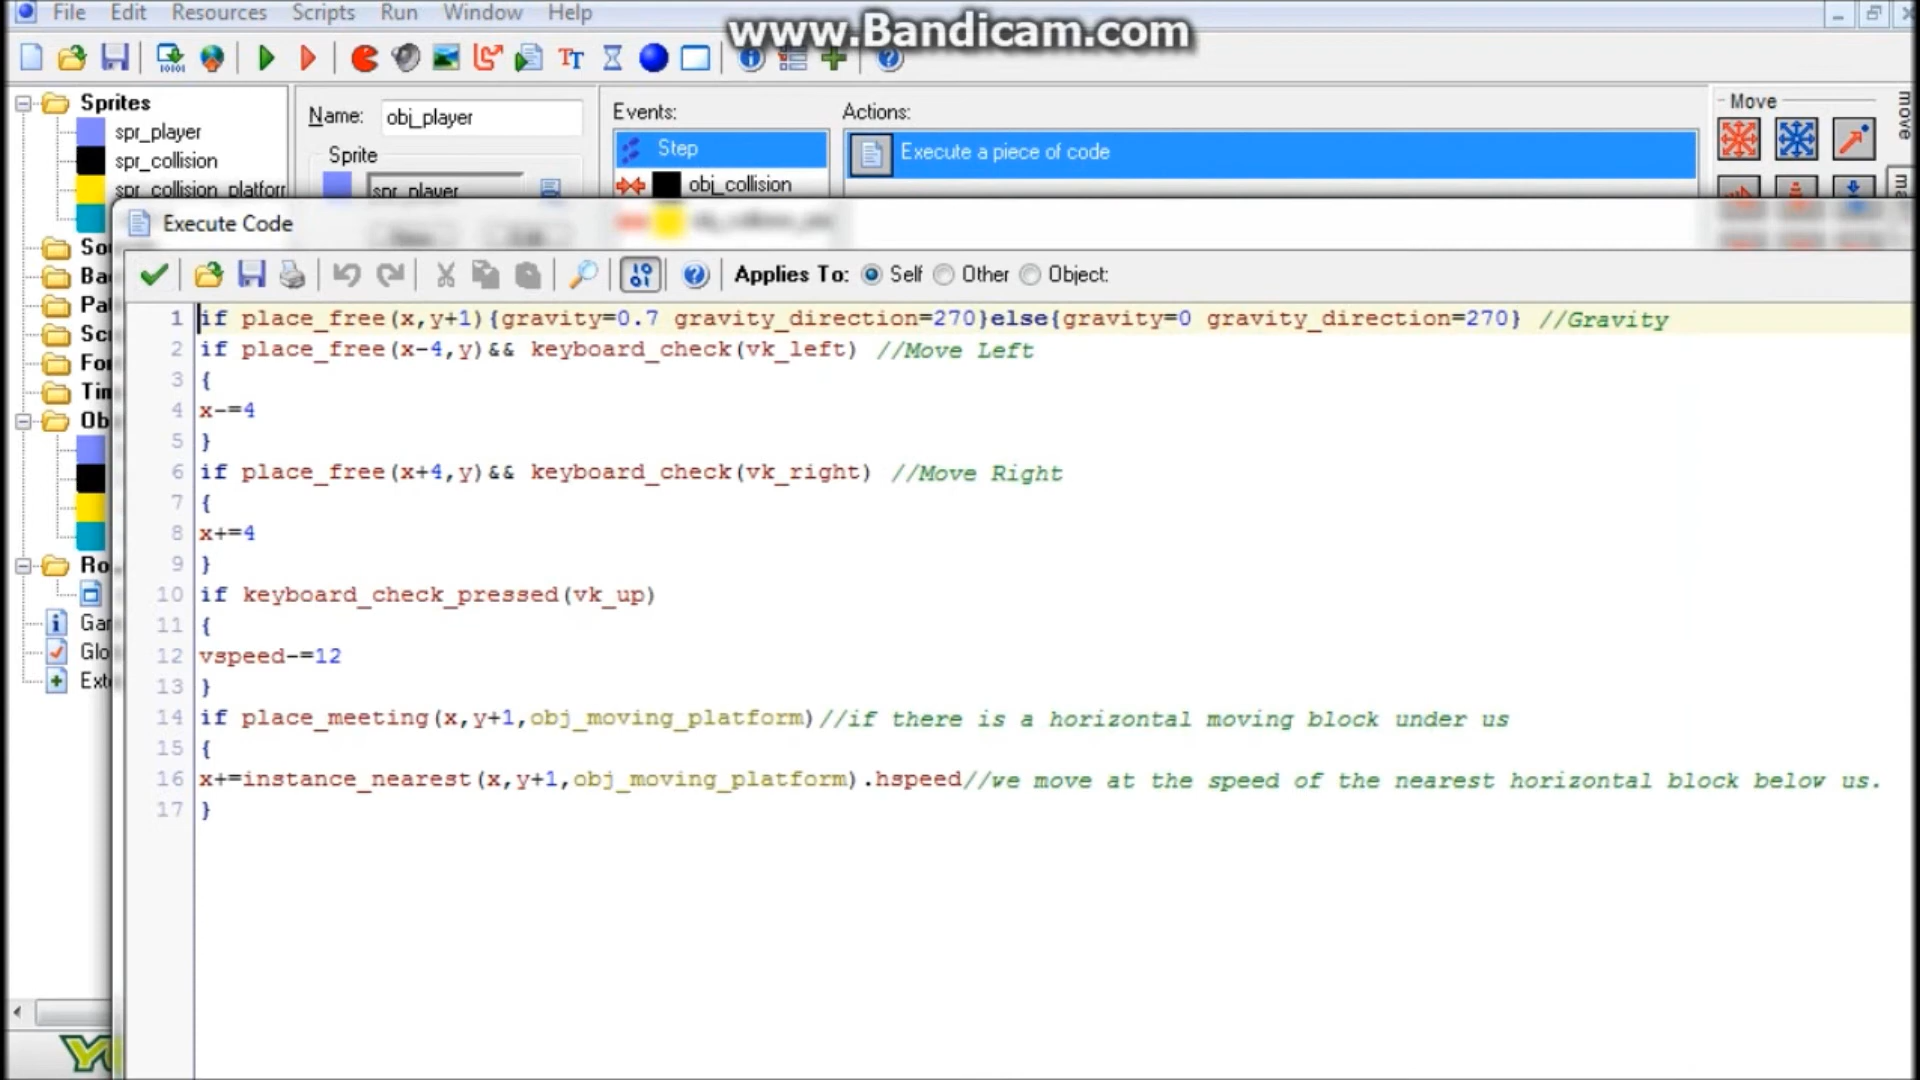 File Edit Resources Scripts Run Window Help
www.Bandicam.com
Sprites
spr_player
spr_collision
spr_collision_platfor
Name: obj_player
Sprite
spr_player
Events:
Step
obj_collision
Actions:
Execute a piece of code
Move
move
Execute Code
Applies To: Self Other Object:
1 if place_free(x,y+1){gravity=0.7 gravity_direction=270}else{gravity=0 gravity_direction=270} //Gravity
2 if place_free(x-4,y)&& keyboard_check(vk_left) //Move Left
3 {
4 x-=4
5 }
6 if place_free(x+4,y)&& keyboard_check(vk_right) //Move Right
7 {
8 x+=4
9 }
10 if keyboard_check_pressed(vk_up)
11 {
12 vspeed-=12
13 }
14 if place_meeting(x,y+1,obj_moving_platform)//if there is a horizontal moving block under us
15 {
16 x+=instance_nearest(x,y+1,obj_moving_platform).hspeed//we move at the speed of the nearest horizontal block below us.
17 }